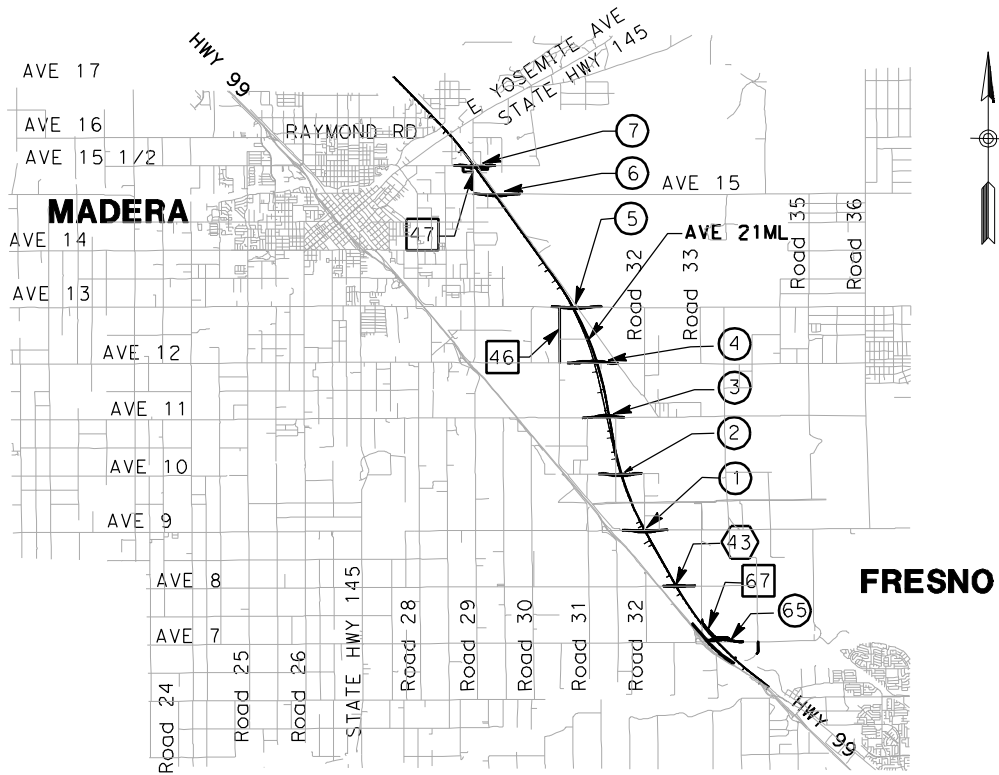 HWY 99
E YOSEMITE AVE
STATE HWY 145
AVE 17
AVE 16
RAYMOND RD
7
AVE 15 1/2
6
AVE 15
MADERA
47
5
AVE 21ML
AVE 14
Road 32
Road 33
Road 35
Road 36
AVE 13
46
4
AVE 12
3
AVE 11
2
AVE 10
1
AVE 9
43
AVE 8
67
FRESNO
65
AVE 7
Road 24
Road 25
Road 26
STATE HWY 145
Road 28
Road 29
Road 30
Road 31
Road 32
HWY 99